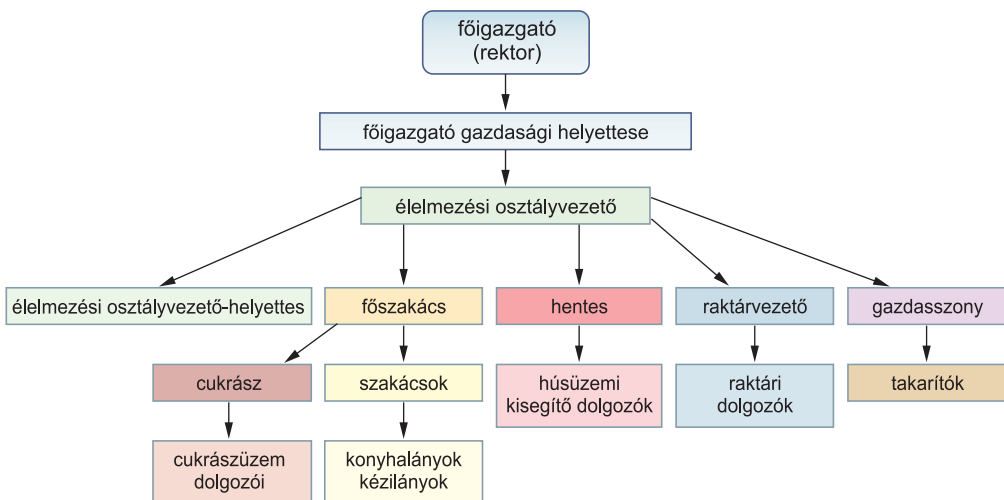 főigazgató
(rektor)
főigazgató gazdasági helyettese
élelmezési osztályvezető
élelmezési osztályvezető-helyettes
főszakács
hentes
raktárvezető
gazdasszony
cukrász
szakácsok
húsüzemi
kisegítő dolgozók
raktári
dolgozók
takarítók
cukrászüzem
dolgozói
konyhalányok
kézilányok